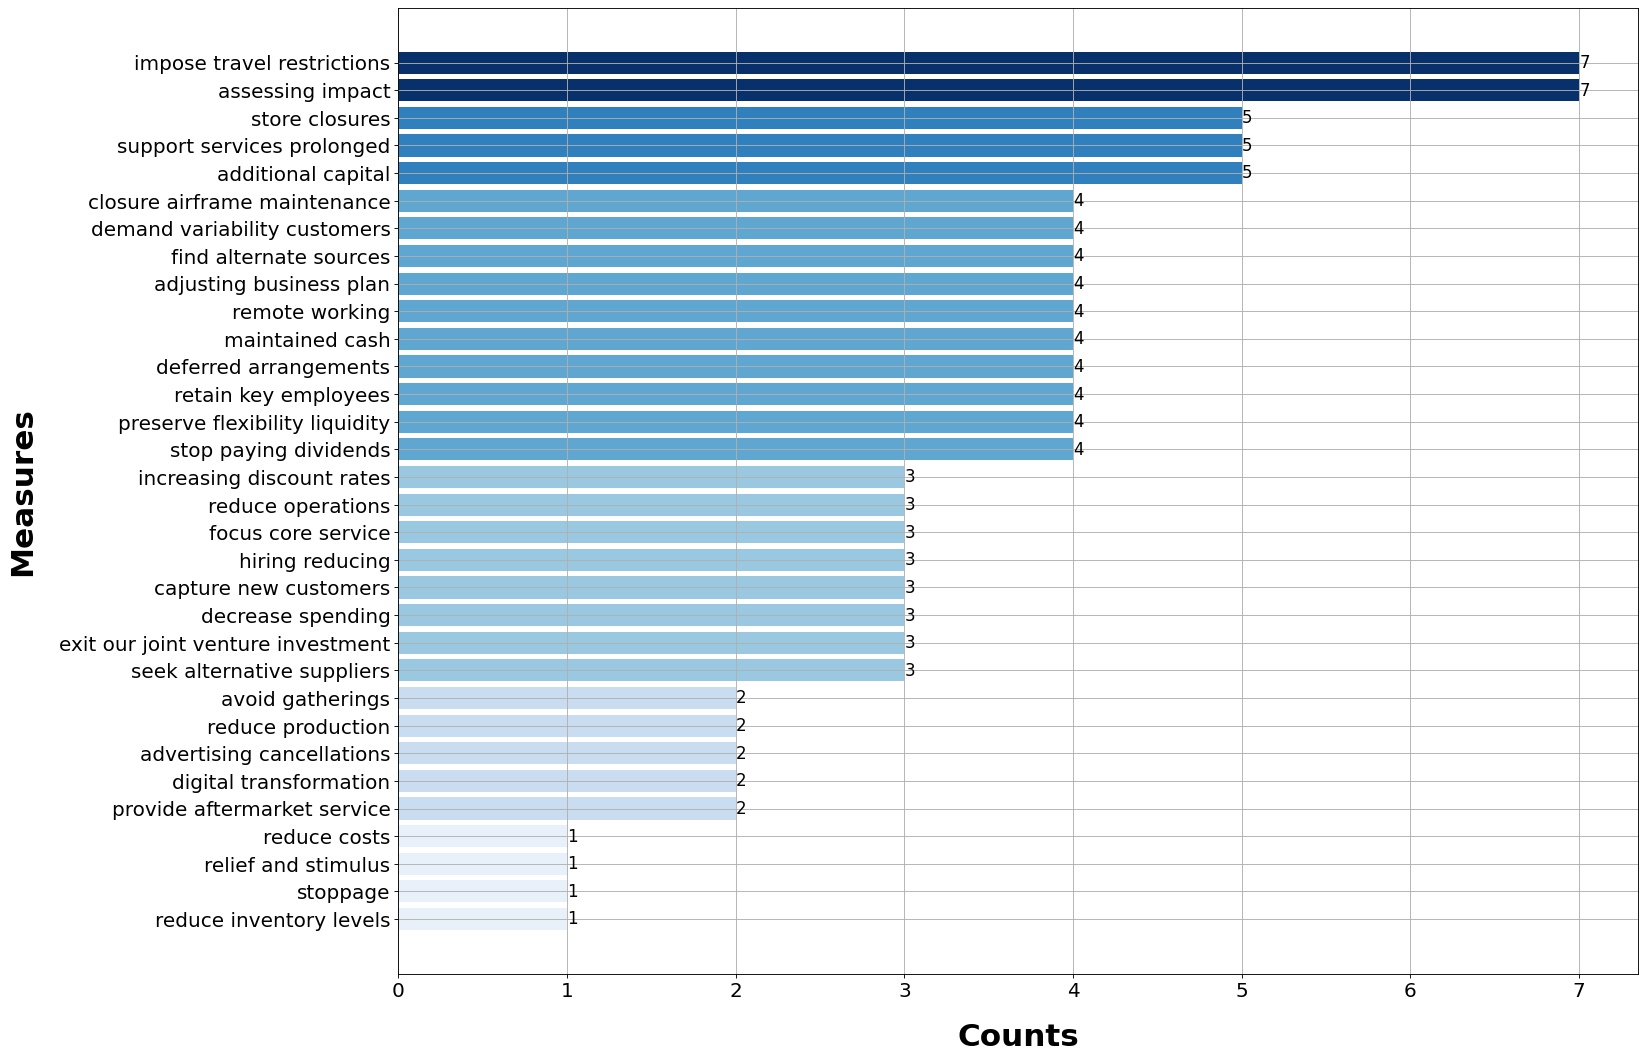 impose travel restrictions 7
assessing impact 7
store closures 5
support services prolonged 5
additional capital 5
closure airframe maintenance 4
demand variability customers 4
find alternate sources 4
adjusting business plan 4
remote working 4
maintained cash 4
deferred arrangements 4
retain key employees 4
preserve flexibility liquidity 4
stop paying dividends 4
increasing discount rates 3
reduce operations 3
focus core service 3
hiring reducing 3
capture new customers 3
decrease spending 3
exit our joint venture investment 3
seek alternative suppliers 3
avoid gatherings 2
reduce production 2
advertising cancellations 2
digital transformation 2
provide aftermarket service 2
reduce costs 1
relief and stimulus 1
stoppage 1
reduce inventory levels 1
Measures
0 1 2 3 4 5 6 7
Counts